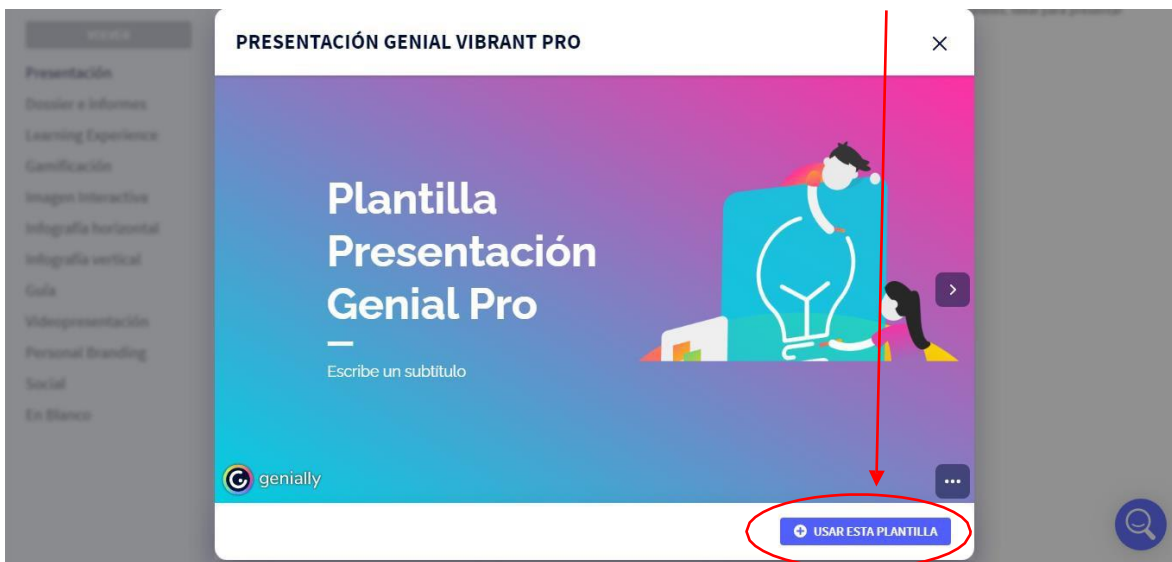 PRESENTACIÓN GENIAL VIBRANT PRO
Presentación
Dossier e Informes
Learning Experience
Gamificación
Imagen Interactiva
Infografía horizontal
Infografía vertical
Guía
Videopresentación
Personal Branding
Social
En Blanco
Plantilla
Presentación
Genial Pro
Escribe un subtítulo
genially
USAR ESTA PLANTILLA